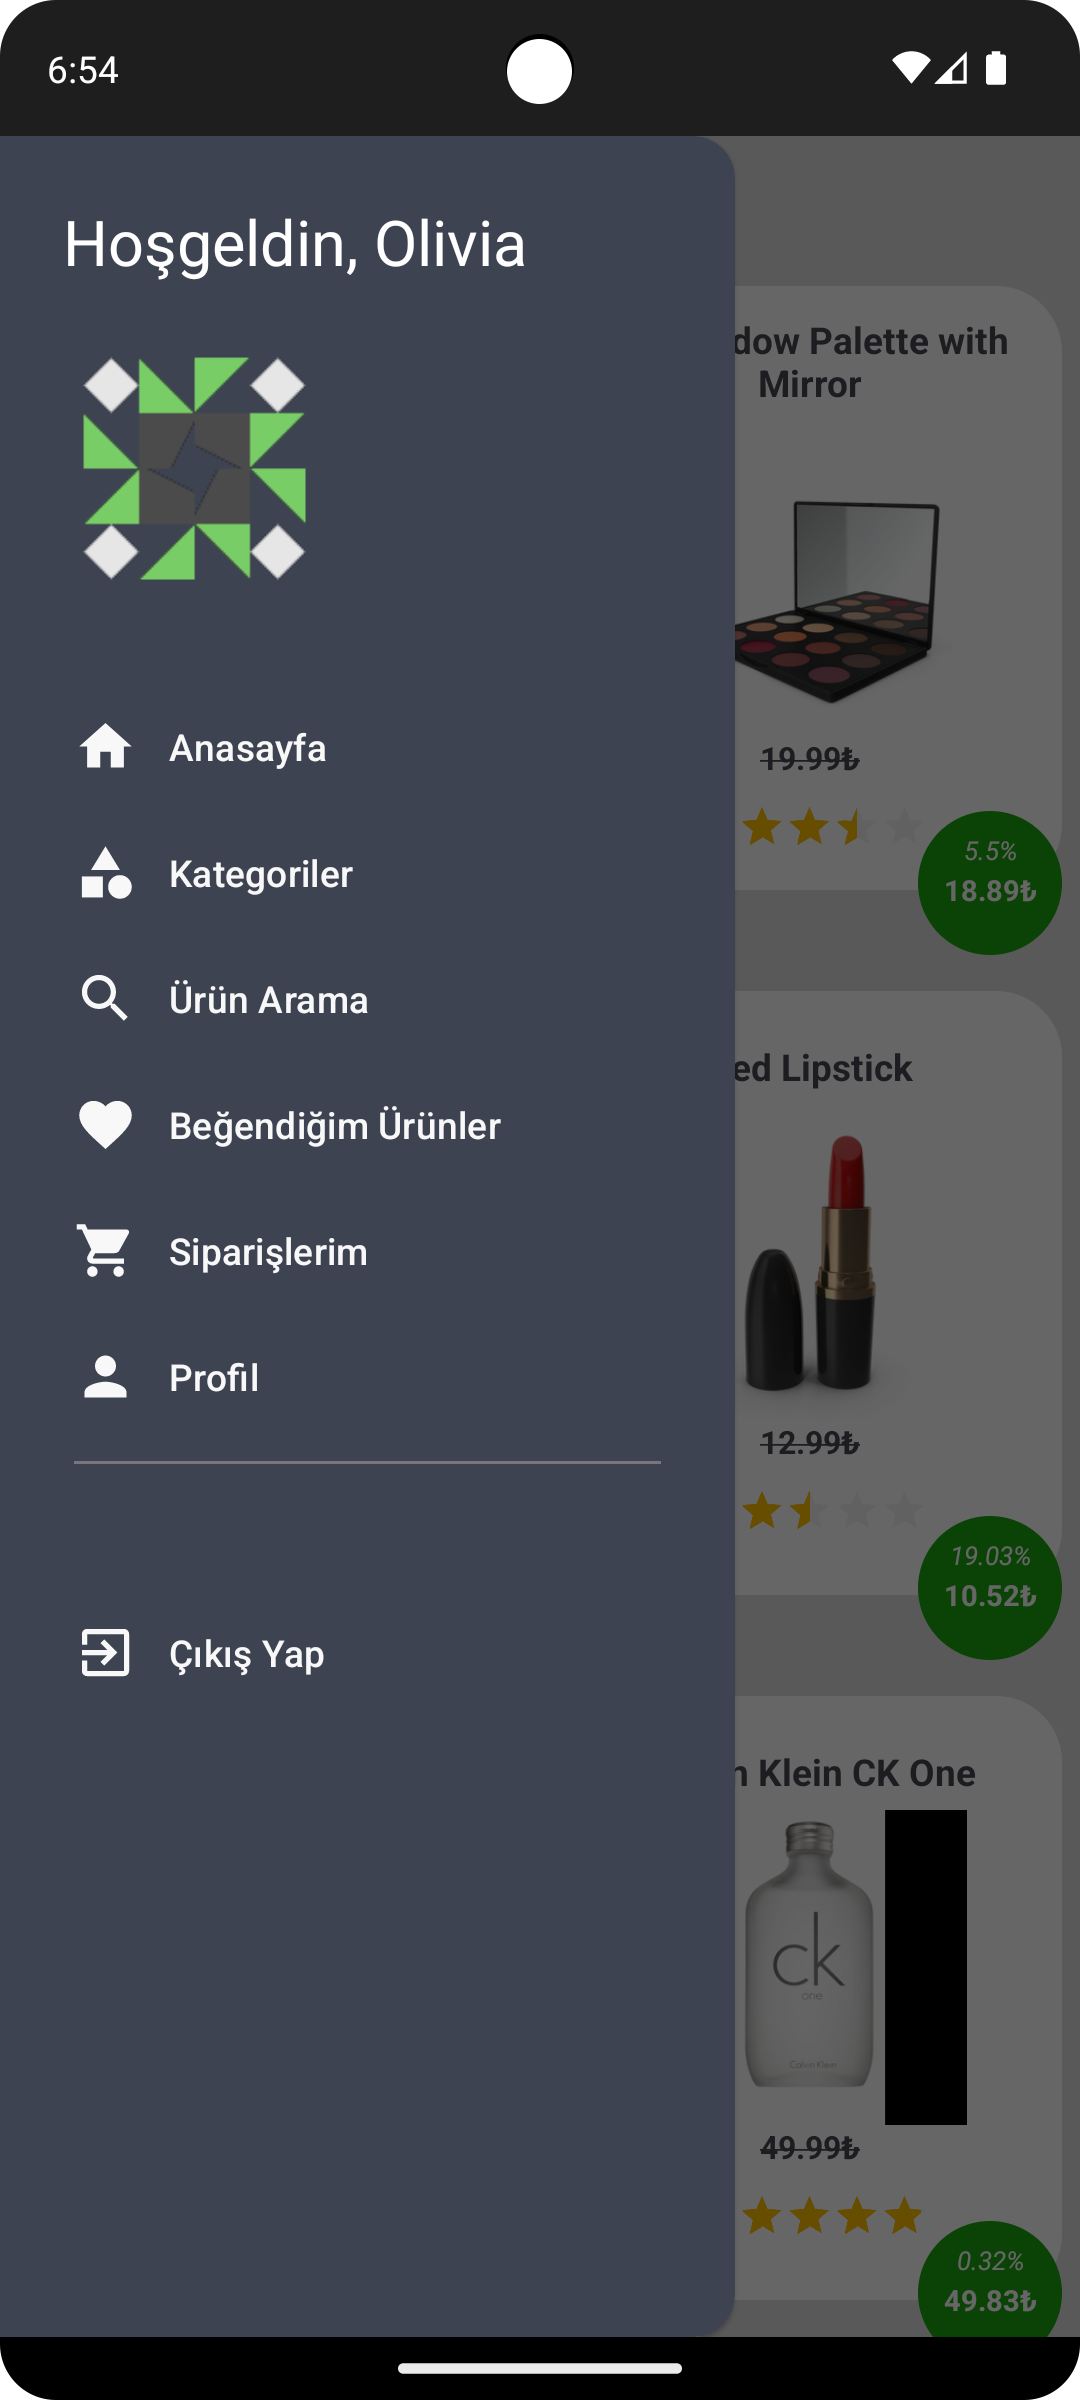 6:54
Hoşgeldin, Olivia
Anasayfa
Kategoriler
Ürün Arama
Beğendiğim Ürünler
Siparişlerim
Profil
Çıkış Yap
Palette with
Mirror
19.99₺
5.5%
18.89₺
Lipstick
12.99₺
19.03%
10.52₺
Klein CK One
ck
one
Calvin Klein
49.99₺
0.32%
49.83₺